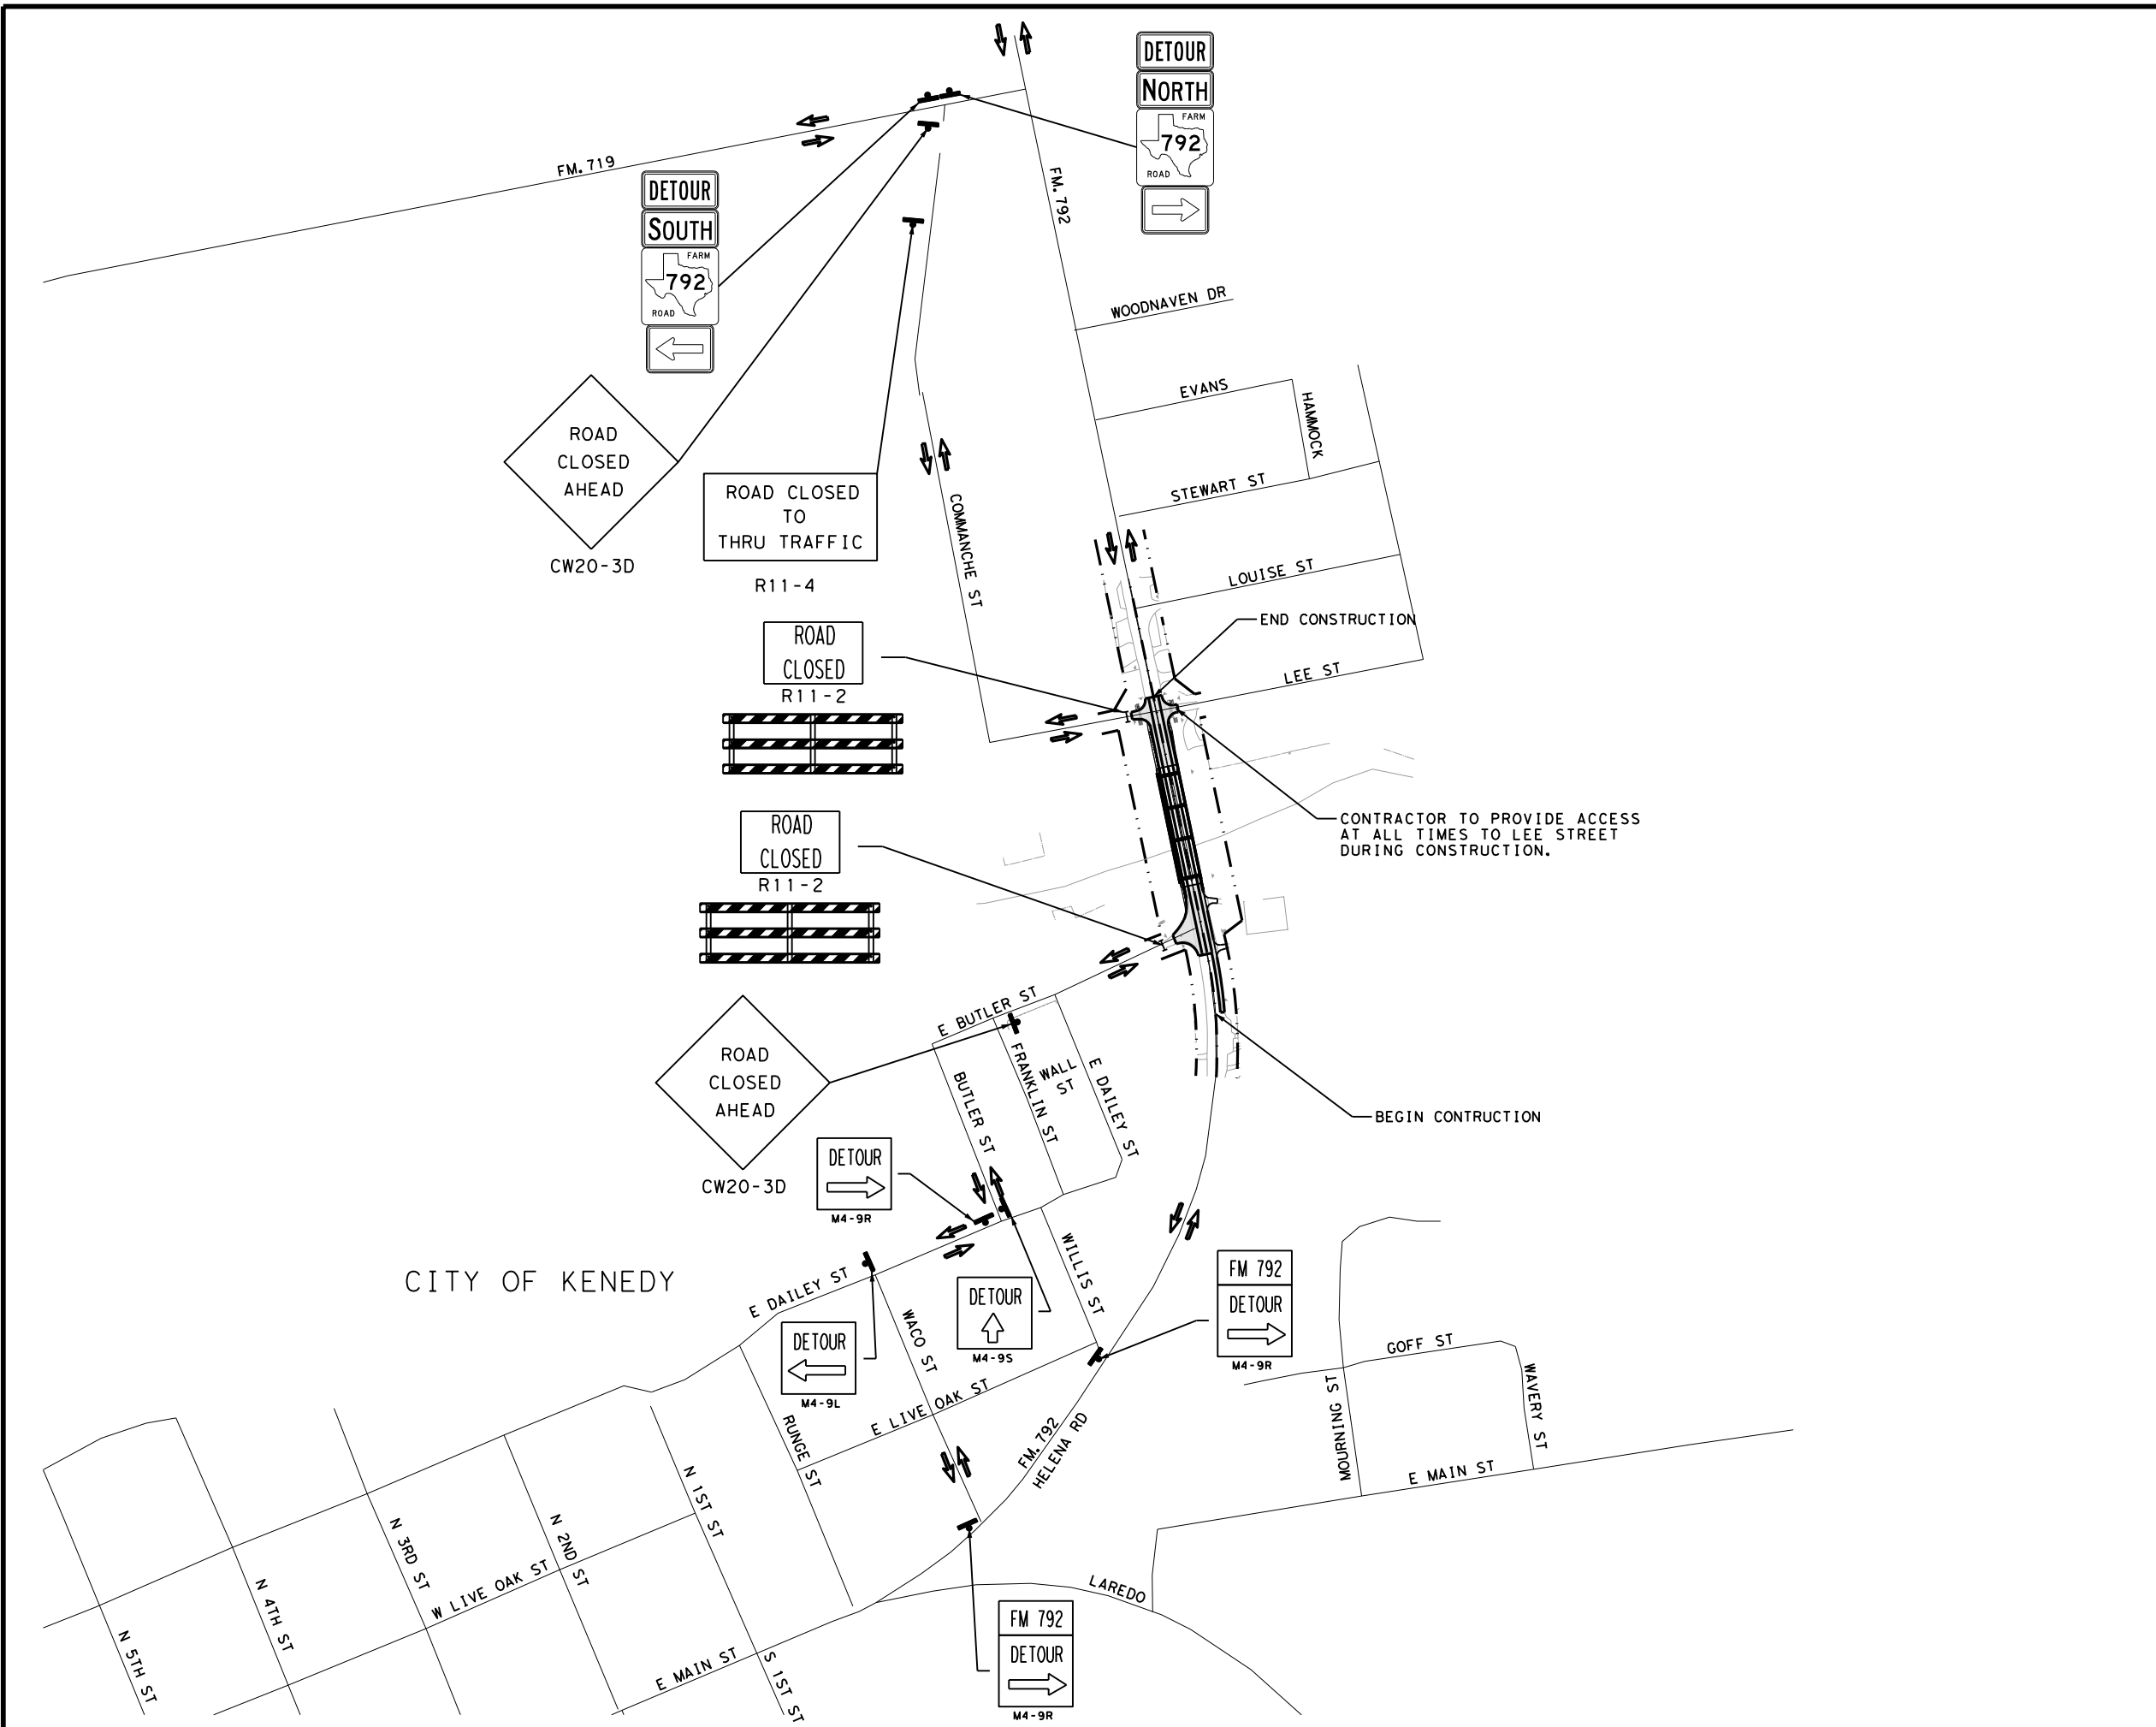 DETOUR
NORTH
FARM
792
ROAD
FM. 719
DETOUR
SOUTH
FARM
792
ROAD
FM. 792
WOODNAVEN DR
EVANS
HAMMOCK
STEWART ST
LOUISE ST
ROAD
CLOSED
AHEAD
CW20-3D
ROAD CLOSED
TO
THRU TRAFFIC
R11-4
COMMANCHE ST
END CONSTRUCTION
LEE ST
ROAD
CLOSED
R11-2
CONTRACTOR TO PROVIDE ACCESS
AT ALL TIMES TO LEE STREET
DURING CONSTRUCTION.
ROAD
CLOSED
R11-2
E BUTLER ST
ROAD
CLOSED
AHEAD
CW20-3D
BUTLER ST
FRANKLIN ST
WALL
ST
E DAILEY ST
BEGIN CONTRUCTION
DETOUR
M4-9R
CITY OF KENEDY
E DAILEY ST
WILLIS ST
FM 792
DETOUR
M4-9R
DETOUR
M4-9S
DETOUR
M4-9L
WACO ST
E LIVE OAK ST
RUNGE ST
FM. 792
HELENA RD
GOFF ST
MOURNING ST
WAVERY ST
E MAIN ST
N 1ST ST
N 2ND ST
N 3RD ST
W LIVE OAK ST
N 4TH ST
N 5TH ST
LAREDO
E MAIN ST
S 1ST ST
FM 792
DETOUR
M4-9R